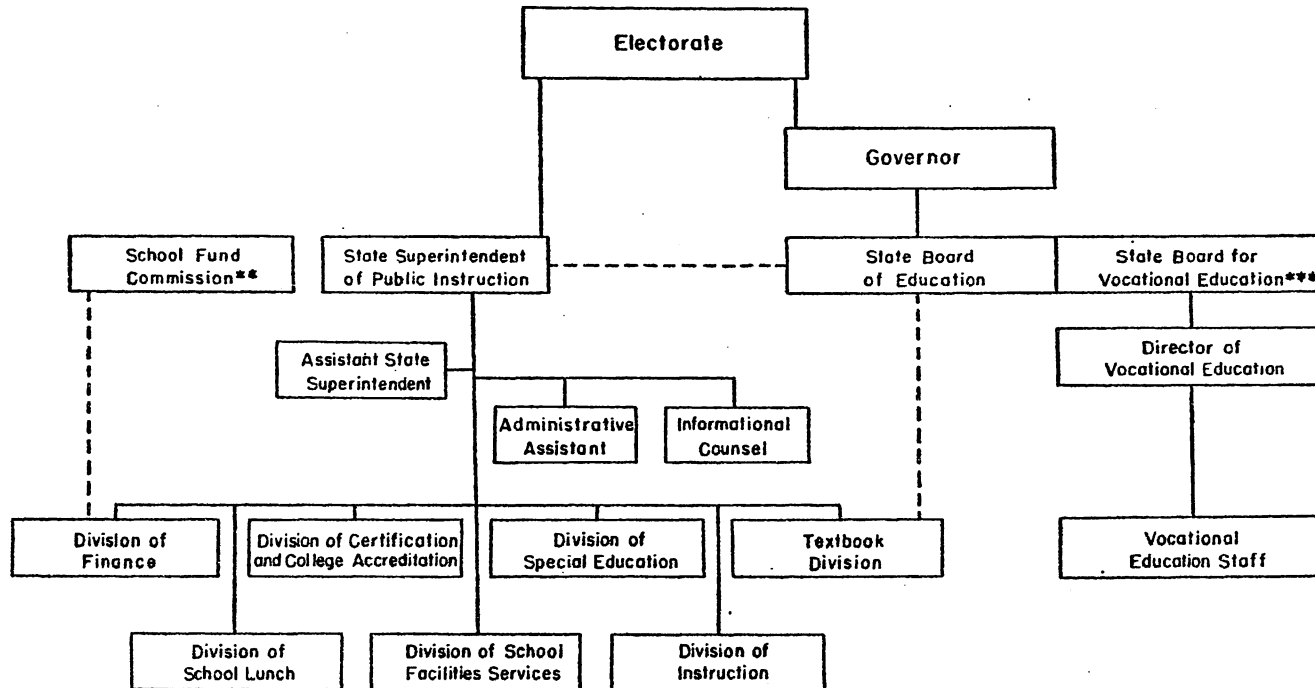 Electorate
Governor
School Fund
Commission**
State Superintendent
of Public Instruction
State Board
of Education
State Board for
Vocational Education***
Assistant State
Superintendent
Director of
Vocational Education
Administrative
Assistant
Informational
Counsel
Division of
Finance
Division of Certification
and College Accreditation
Division of
Special Education
Textbook
Division
Vocational
Education Staff
Division of
School Lunch
Division of School
Facilities Services
Division of
Instruction